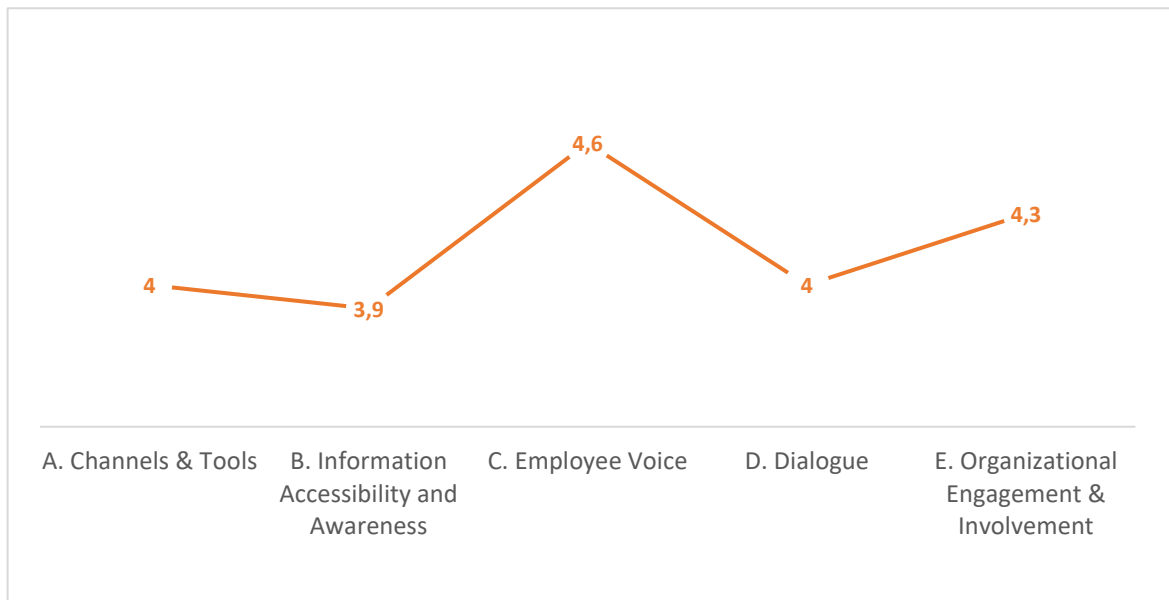 4,6
4,3
4
4
3,9
A. Channels & Tools
B. Information
Accessibility and
Awareness
C. Employee Voice
D. Dialogue
E. Organizational
Engagement &
Involvement